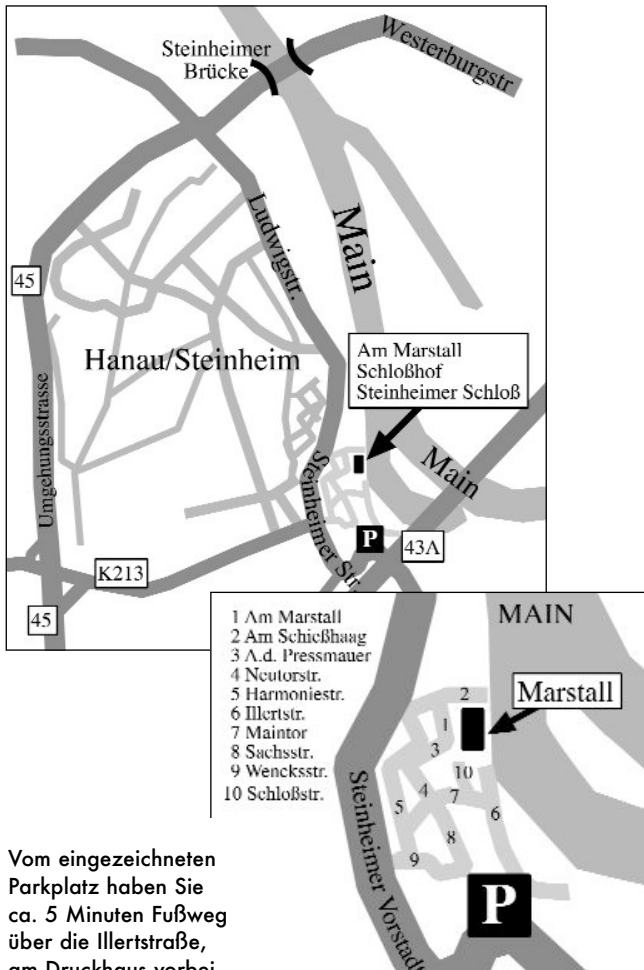 Steinheimer
Brücke
Westerburgstr
Ludwigstr.
Main
45
Hanau/Steinheim
Am Marstall
Schloßhof
Steinheimer Schloß
Umgehungsstrasse
Steinheimer Str.
Main
P
43A
K213
45
1 Am Marstall
2 Am Schießhaag
3 A.d. Pressmauer
4 Neutorstr.
5 Harmoniestr.
6 Illertstr.
7 Maintor
8 Sachsstr.
9 Wencksstr.
10 Schloßstr.
MAIN
2
Marstall
1
3
10
4
7
5
6
8
9
Steinheimer Vorstadt
P
Vom eingezeichneten
Parkplatz haben Sie
ca. 5 Minuten Fußweg
über die Illertstraße,
am Druckhaus vorbei